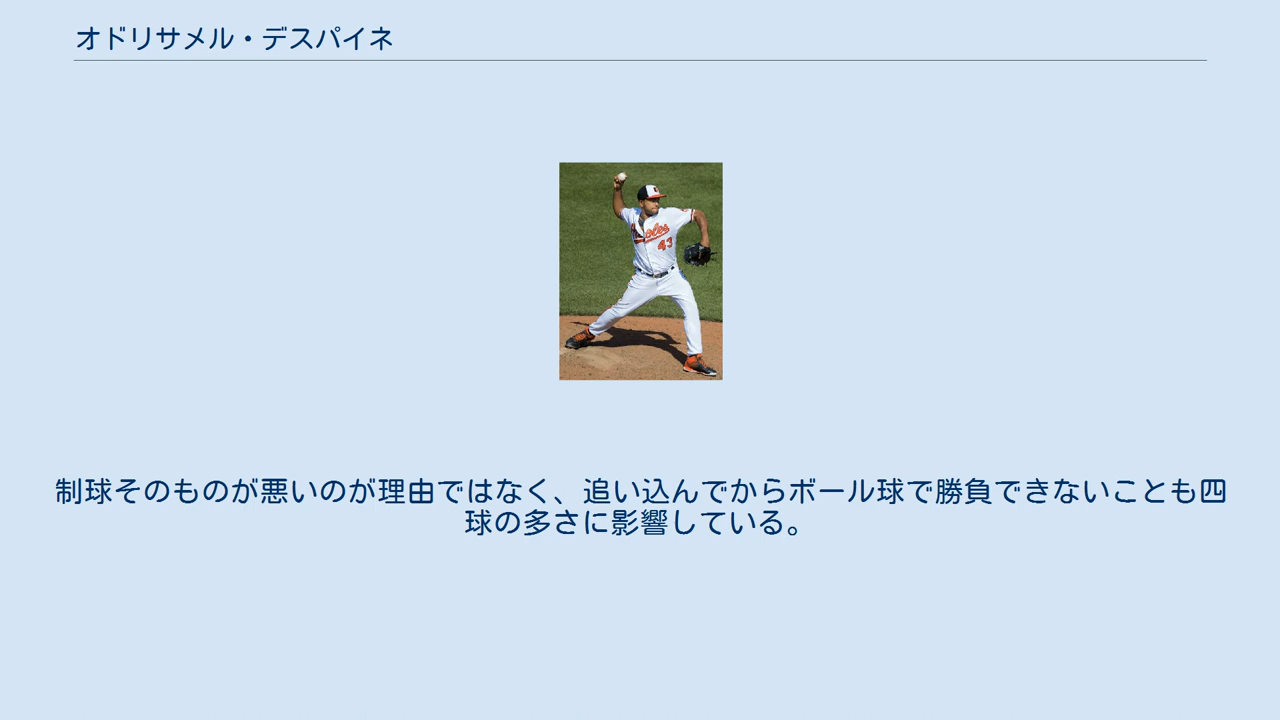 オドリサメル・デスパイネ
43
制球そのものが悪いのが理由ではなく、追い込んでからボール球で勝負できないことも四
球の多さに影響している。